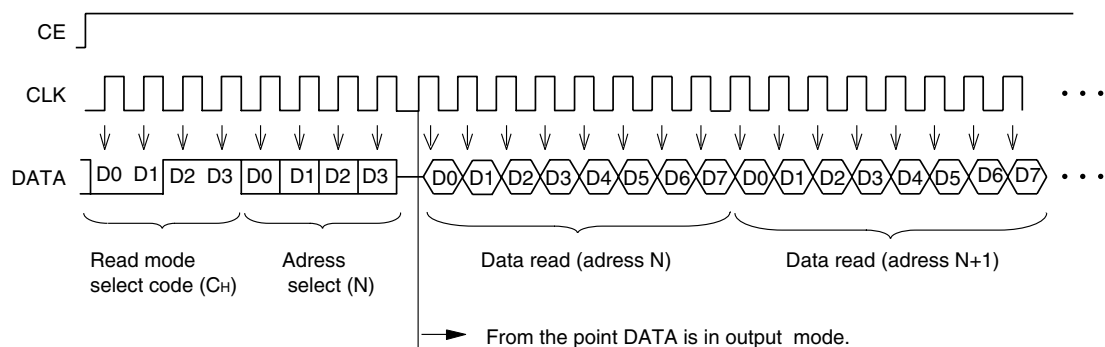 CE
CLK
DATA
D0 D1 D2 D3 D0 D1 D2 D3 D0 D1 D2 D3 D4 D5 D6 D7 D0 D1 D2 D3 D4 D5 D6 D7
Read mode
select code (CH)
Adress
select (N)
Data read (adress N)
Data read (adress N+1)
From the point DATA is in output mode.